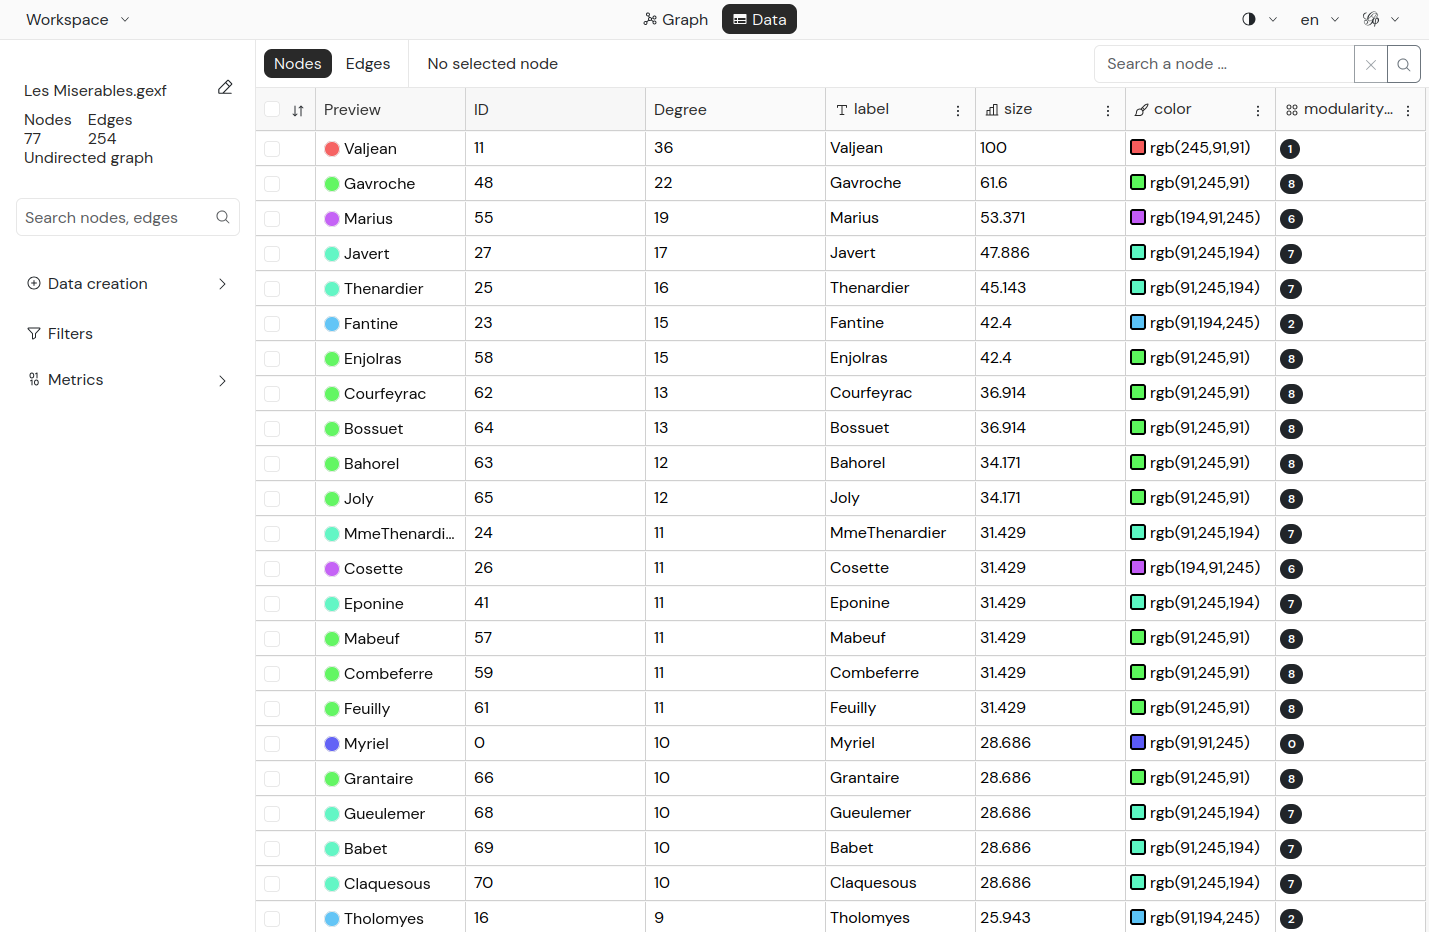 Workspace
Graph
Data
en
Les Miserables.gexf
Nodes Edges
77 254
Undirected graph
Search nodes, edges
Data creation
Filters
Metrics
Nodes Edges No selected node Search a node ...
Preview ID Degree label size color modularity...
Valjean 11 36 Valjean 100 rgb(245,91,91) 1
Gavroche 48 22 Gavroche 61.6 rgb(91,245,91) 8
Marius 55 19 Marius 53.371 rgb(194,91,245) 6
Javert 27 17 Javert 47.886 rgb(91,245,194) 7
Thenardier 25 16 Thenardier 45.143 rgb(91,245,194) 7
Fantine 23 15 Fantine 42.4 rgb(91,194,245) 2
Enjolras 58 15 Enjolras 42.4 rgb(91,245,91) 8
Courfeyrac 62 13 Courfeyrac 36.914 rgb(91,245,91) 8
Bossuet 64 13 Bossuet 36.914 rgb(91,245,91) 8
Bahorel 63 12 Bahorel 34.171 rgb(91,245,91) 8
Joly 65 12 Joly 34.171 rgb(91,245,91) 8
MmeThenardi... 24 11 MmeThenardier 31.429 rgb(91,245,194) 7
Cosette 26 11 Cosette 31.429 rgb(194,91,245) 6
Eponine 41 11 Eponine 31.429 rgb(91,245,194) 7
Mabeuf 57 11 Mabeuf 31.429 rgb(91,245,91) 8
Combeferre 59 11 Combeferre 31.429 rgb(91,245,91) 8
Feuilly 61 11 Feuilly 31.429 rgb(91,245,91) 8
Myriel 0 10 Myriel 28.686 rgb(91,91,245) 0
Grantaire 66 10 Grantaire 28.686 rgb(91,245,91) 8
Gueulemer 68 10 Gueulemer 28.686 rgb(91,245,194) 7
Babet 69 10 Babet 28.686 rgb(91,245,194) 7
Claquesous 70 10 Claquesous 28.686 rgb(91,245,194) 7
Tholomyes 16 9 Tholomyes 25.943 rgb(91,194,245) 2